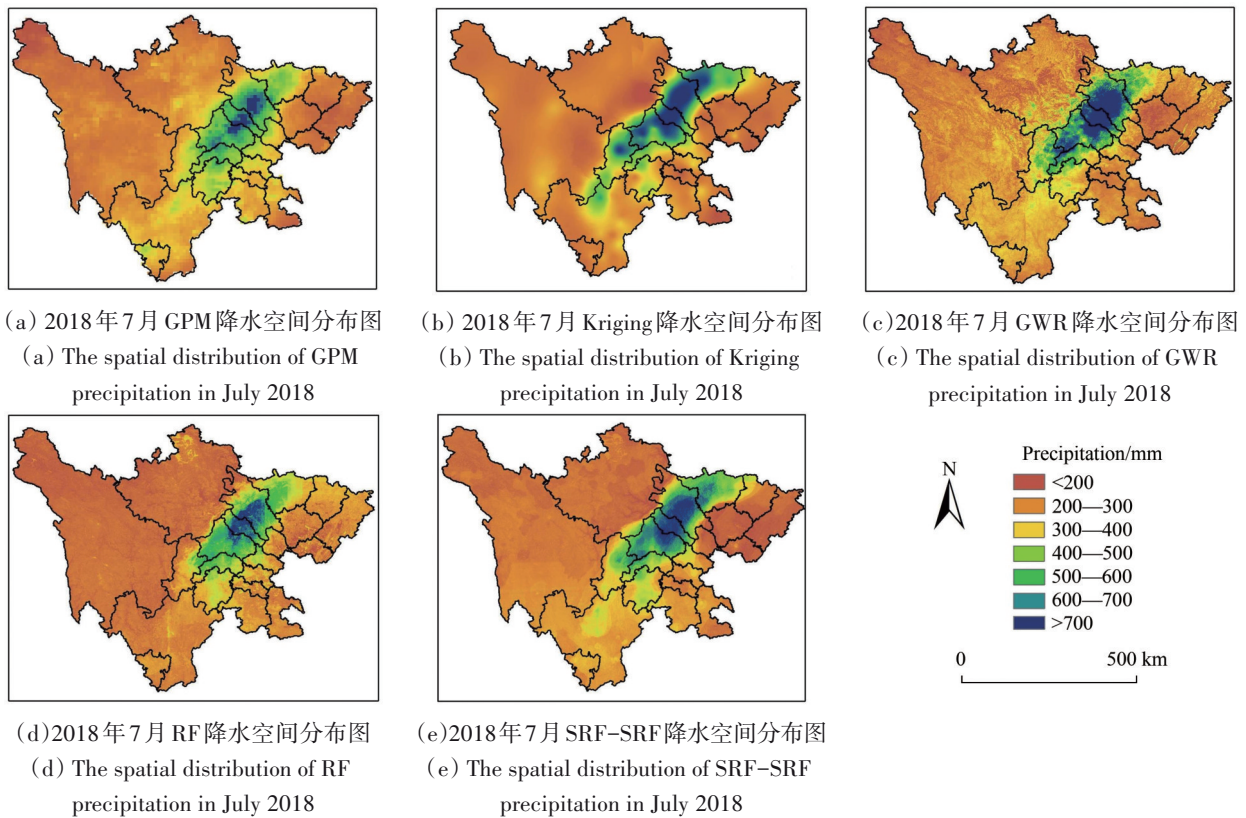 (a) 2018年7月GPM降水空间分布图
(a) The spatial distribution of GPM
precipitation in July 2018
(b) 2018年7月Kriging降水空间分布图
(b) The spatial distribution of Kriging
precipitation in July 2018
(c)2018年7月GWR降水空间分布图
(c) The spatial distribution of GWR
precipitation in July 2018
N
Precipitation/mm
<200
200—300
300—400
400—500
500—600
600—700
>700
0 500 km
(d)2018年7月RF降水空间分布图
(d) The spatial distribution of RF
precipitation in July 2018
(e)2018年7月SRF-SRF降水空间分布图
(e) The spatial distribution of SRF-SRF
precipitation in July 2018